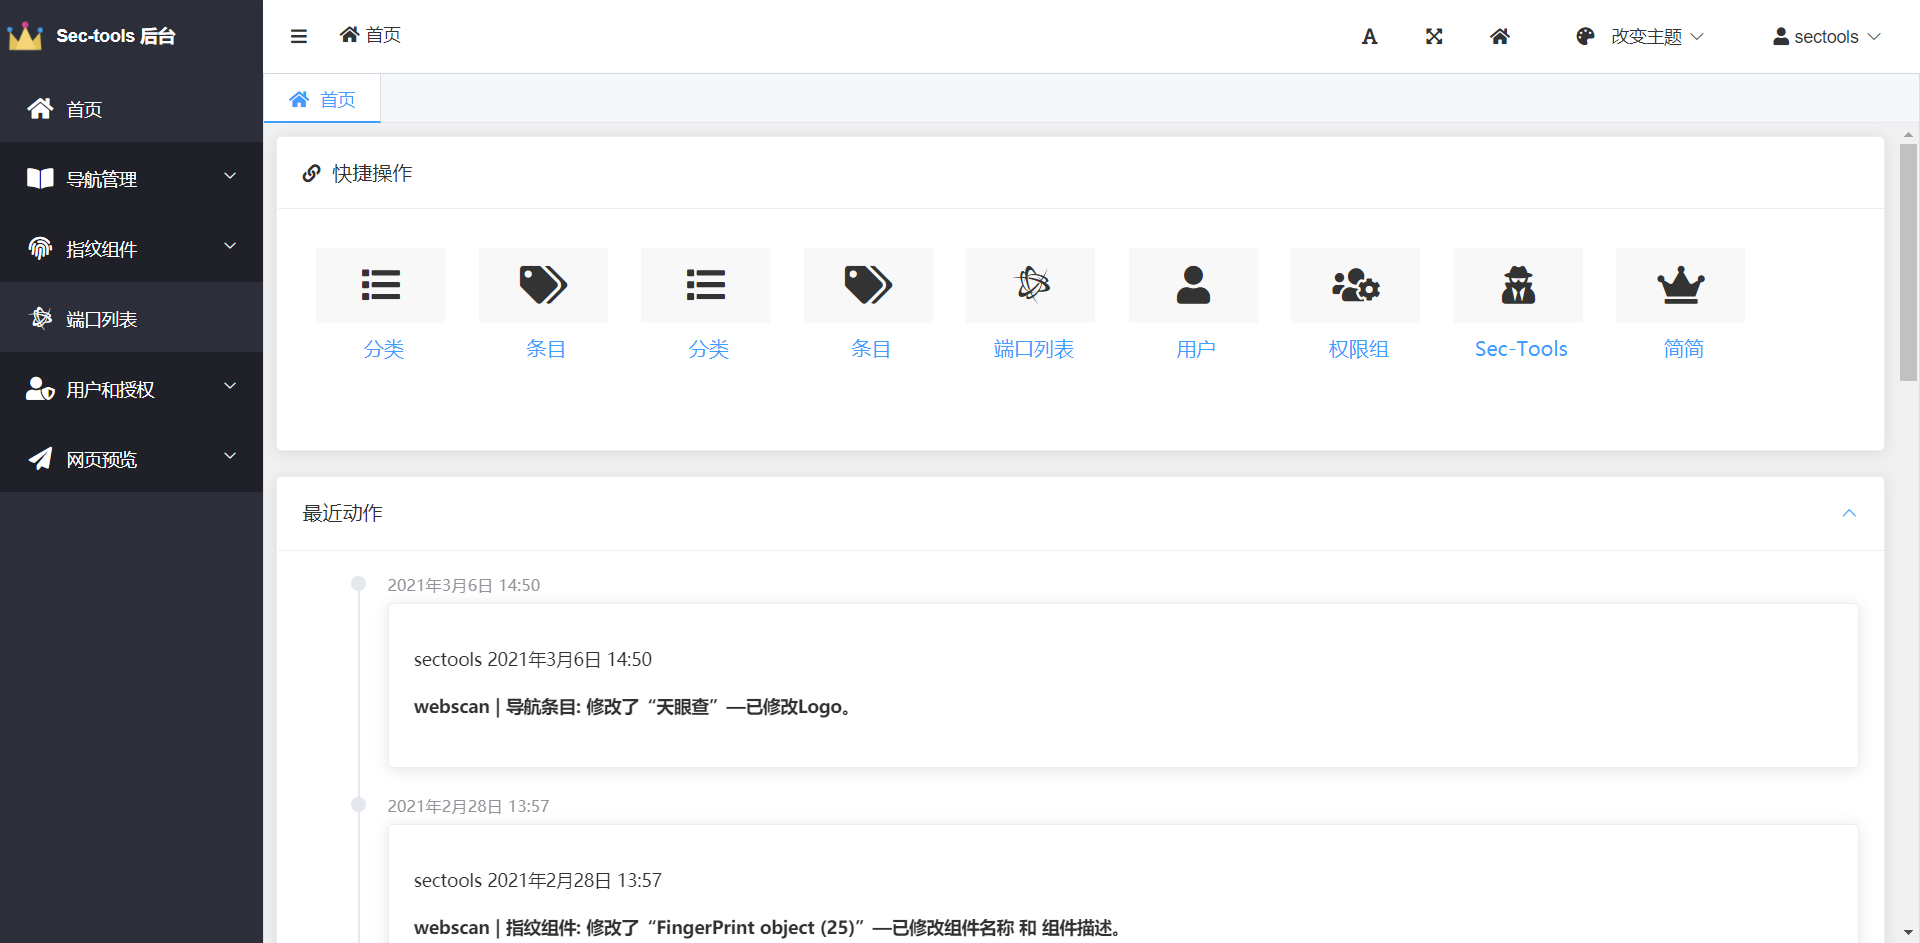 Sec-tools 后台
首页
导航管理
指纹组件
端口列表
用户和授权
网页预览
首页
A
改变主题
sectools
首页
快捷操作
分类
条目
分类
条目
端口列表
用户
权限组
Sec-Tools
简简
最近动作
2021年3月6日 14:50
sectools 2021年3月6日 14:50
webscan | 导航条目: 修改了“天眼查”—已修改Logo。
2021年2月28日 13:57
sectools 2021年2月28日 13:57
webscan | 指纹组件: 修改了“FingerPrint object (25)”—已修改组件名称 和 组件描述。